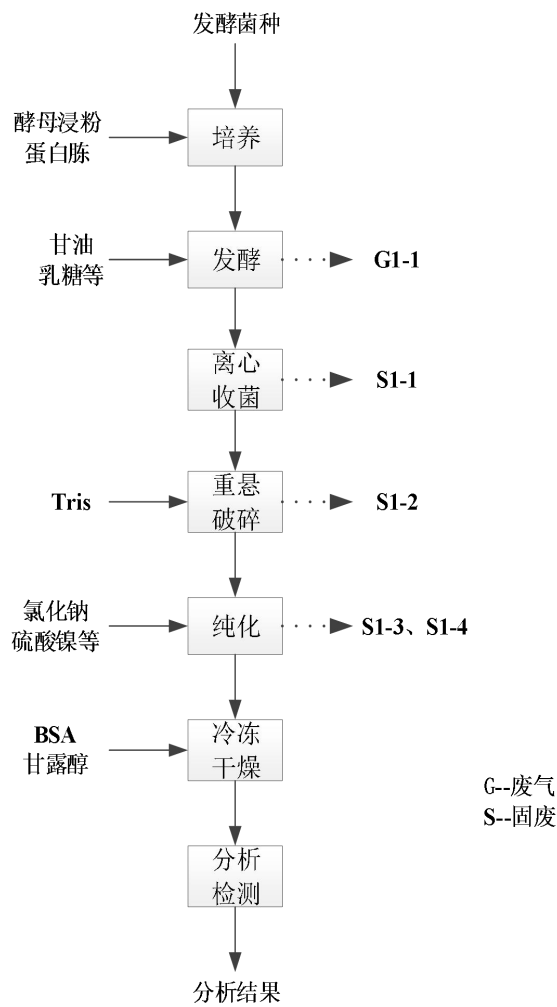 发酵菌种
酵母浸粉
蛋白胨
培养
甘油
乳糖等
发酵
G1-1
离心
收菌
S1-1
Tris
重悬
破碎
S1-2
氯化钠
硫酸镍等
纯化
S1-3、S1-4
BSA
甘露醇
冷冻
干燥
G--废气
S--固废
分析
检测
分析结果